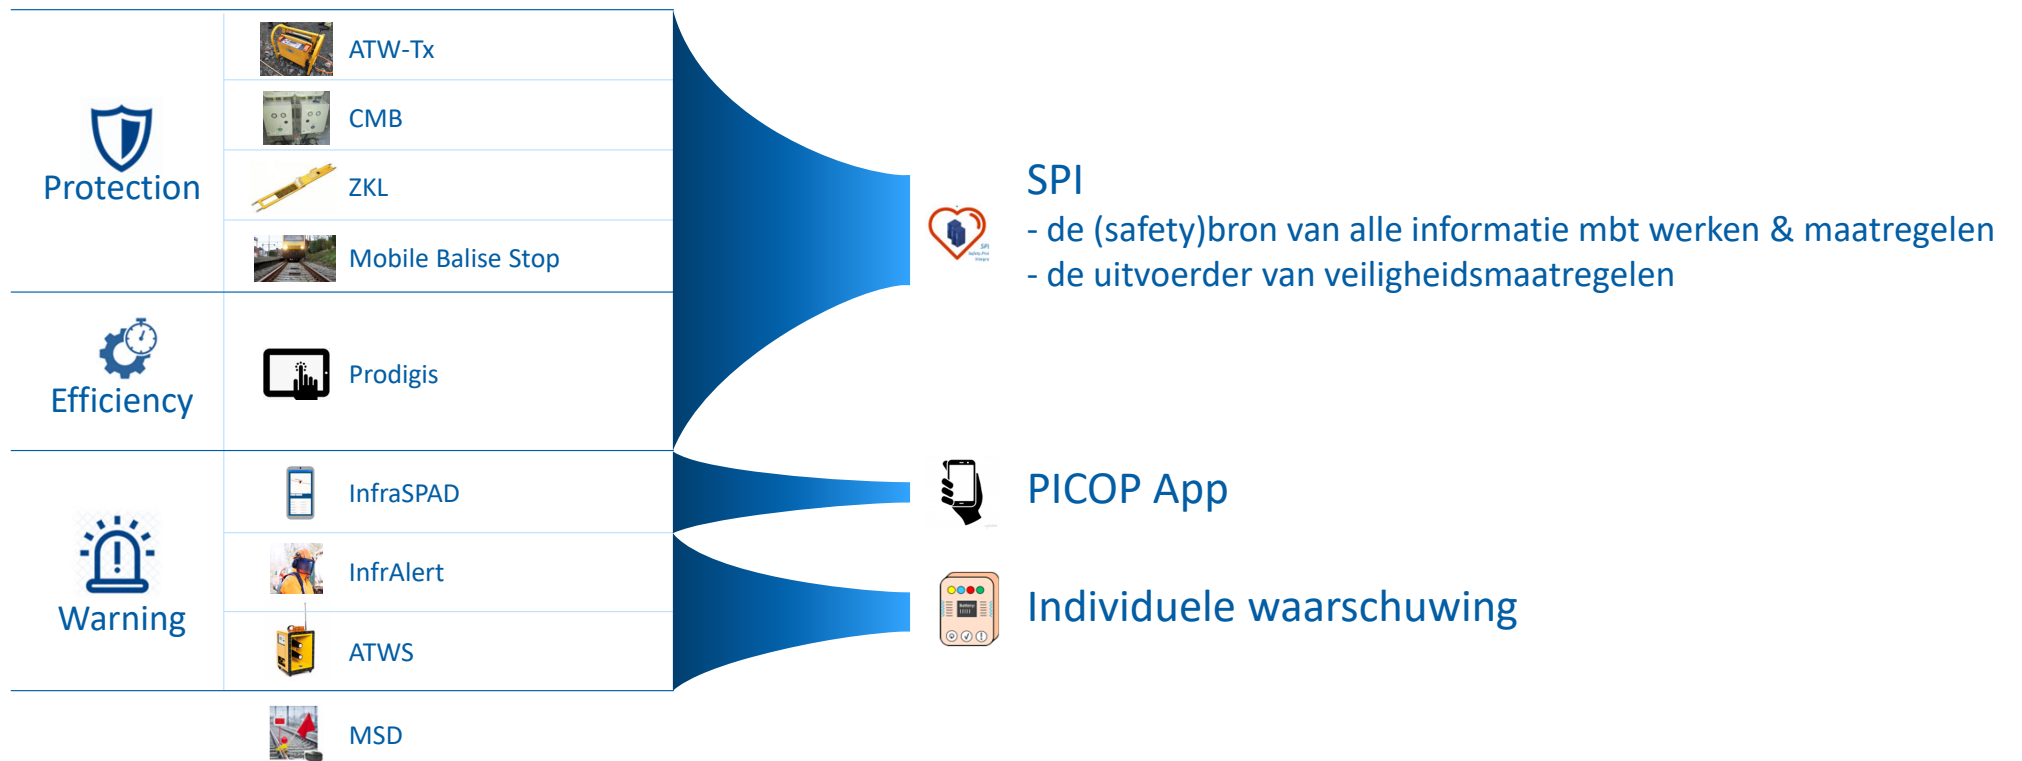 Protection
ATW-Tx
CMB
ZKL
Mobile Balise Stop
Efficiency
Prodigis
Warning
InfraSPAD
InfrAlert
ATWS
MSD
SPI
- de (safety)bron van alle informatie mbt werken & maatregelen
- de uitvoerder van veiligheidsmaatregelen
SPI
PICOP App
Individuele waarschuwing